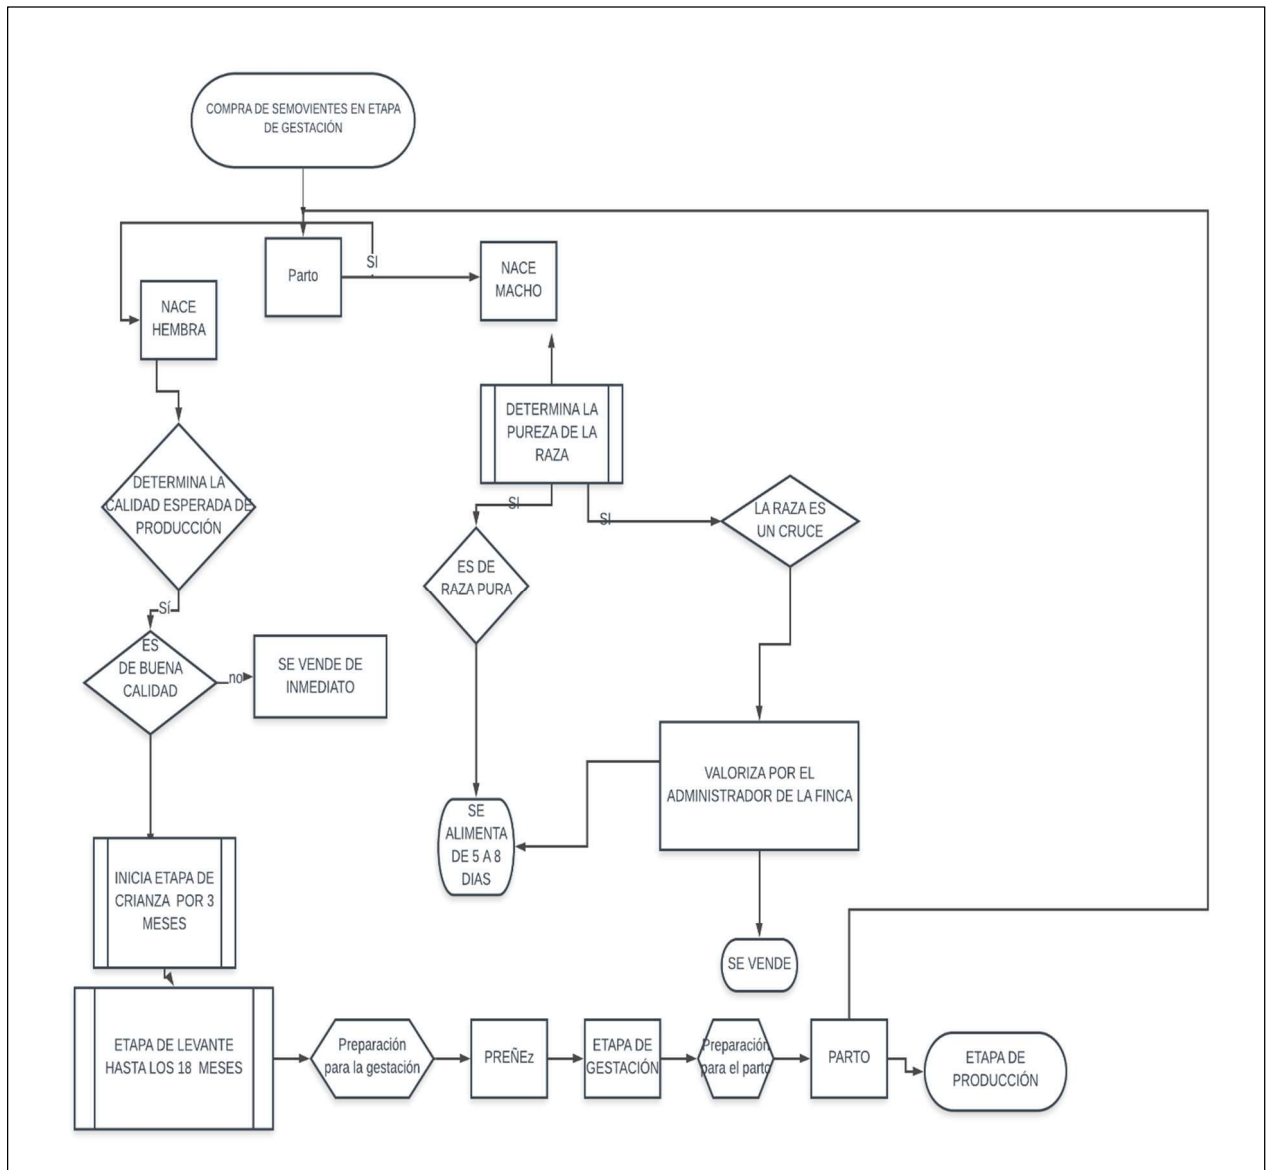 COMPRA DE SEMOVIENTES EN ETAPA
DE GESTACIÓN
SI
Parto
NACE
MACHO
NACE
HEMBRA
DETERMINA LA
PUREZA DE LA
RAZA
DETERMINA LA
CALIDAD ESPERADA DE
PRODUCCIÓN
SI
SI
LA RAZA ES
UN CRUCE
ES DE
RAZA PURA
Sí
ES
DE BUENA
CALIDAD
no
SE VENDE DE
INMEDIATO
VALORIZA POR EL
ADMINISTRADOR DE LA FINCA
SE
ALIMENTA
DE 5 A 8
DIAS
INICIA ETAPA DE
CRIANZA POR 3
MESES
SE VENDE
ETAPA DE LEVANTE
HASTA LOS 18 MESES
Preparación
para la gestación
PREÑEz
ETAPA DE
GESTACIÓN
Preparación
para el parto
PARTO
ETAPA DE
PRODUCCIÓN